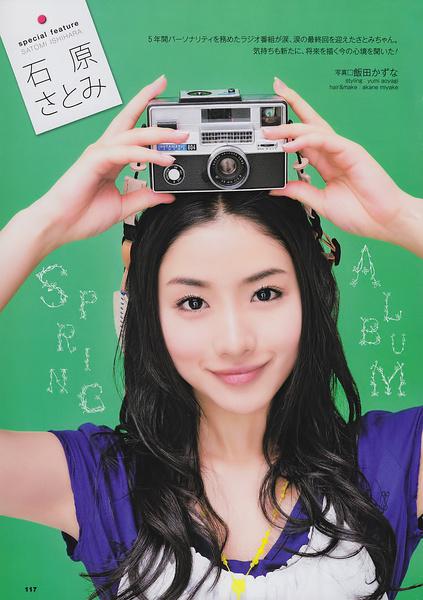 special feature
SATOMI ISHIHARA
石原
さとみ
5年間パーソナリティを務めたラジオ番組が涙、涙の最終回を迎えたさとみちゃん。
気持ちも新たに、将来を描く今の心境を聞いた!
写真□飯田かずな
styling : yumi aoyagi
hair&make : akane miyake
104
SPRING
ALBUM
117